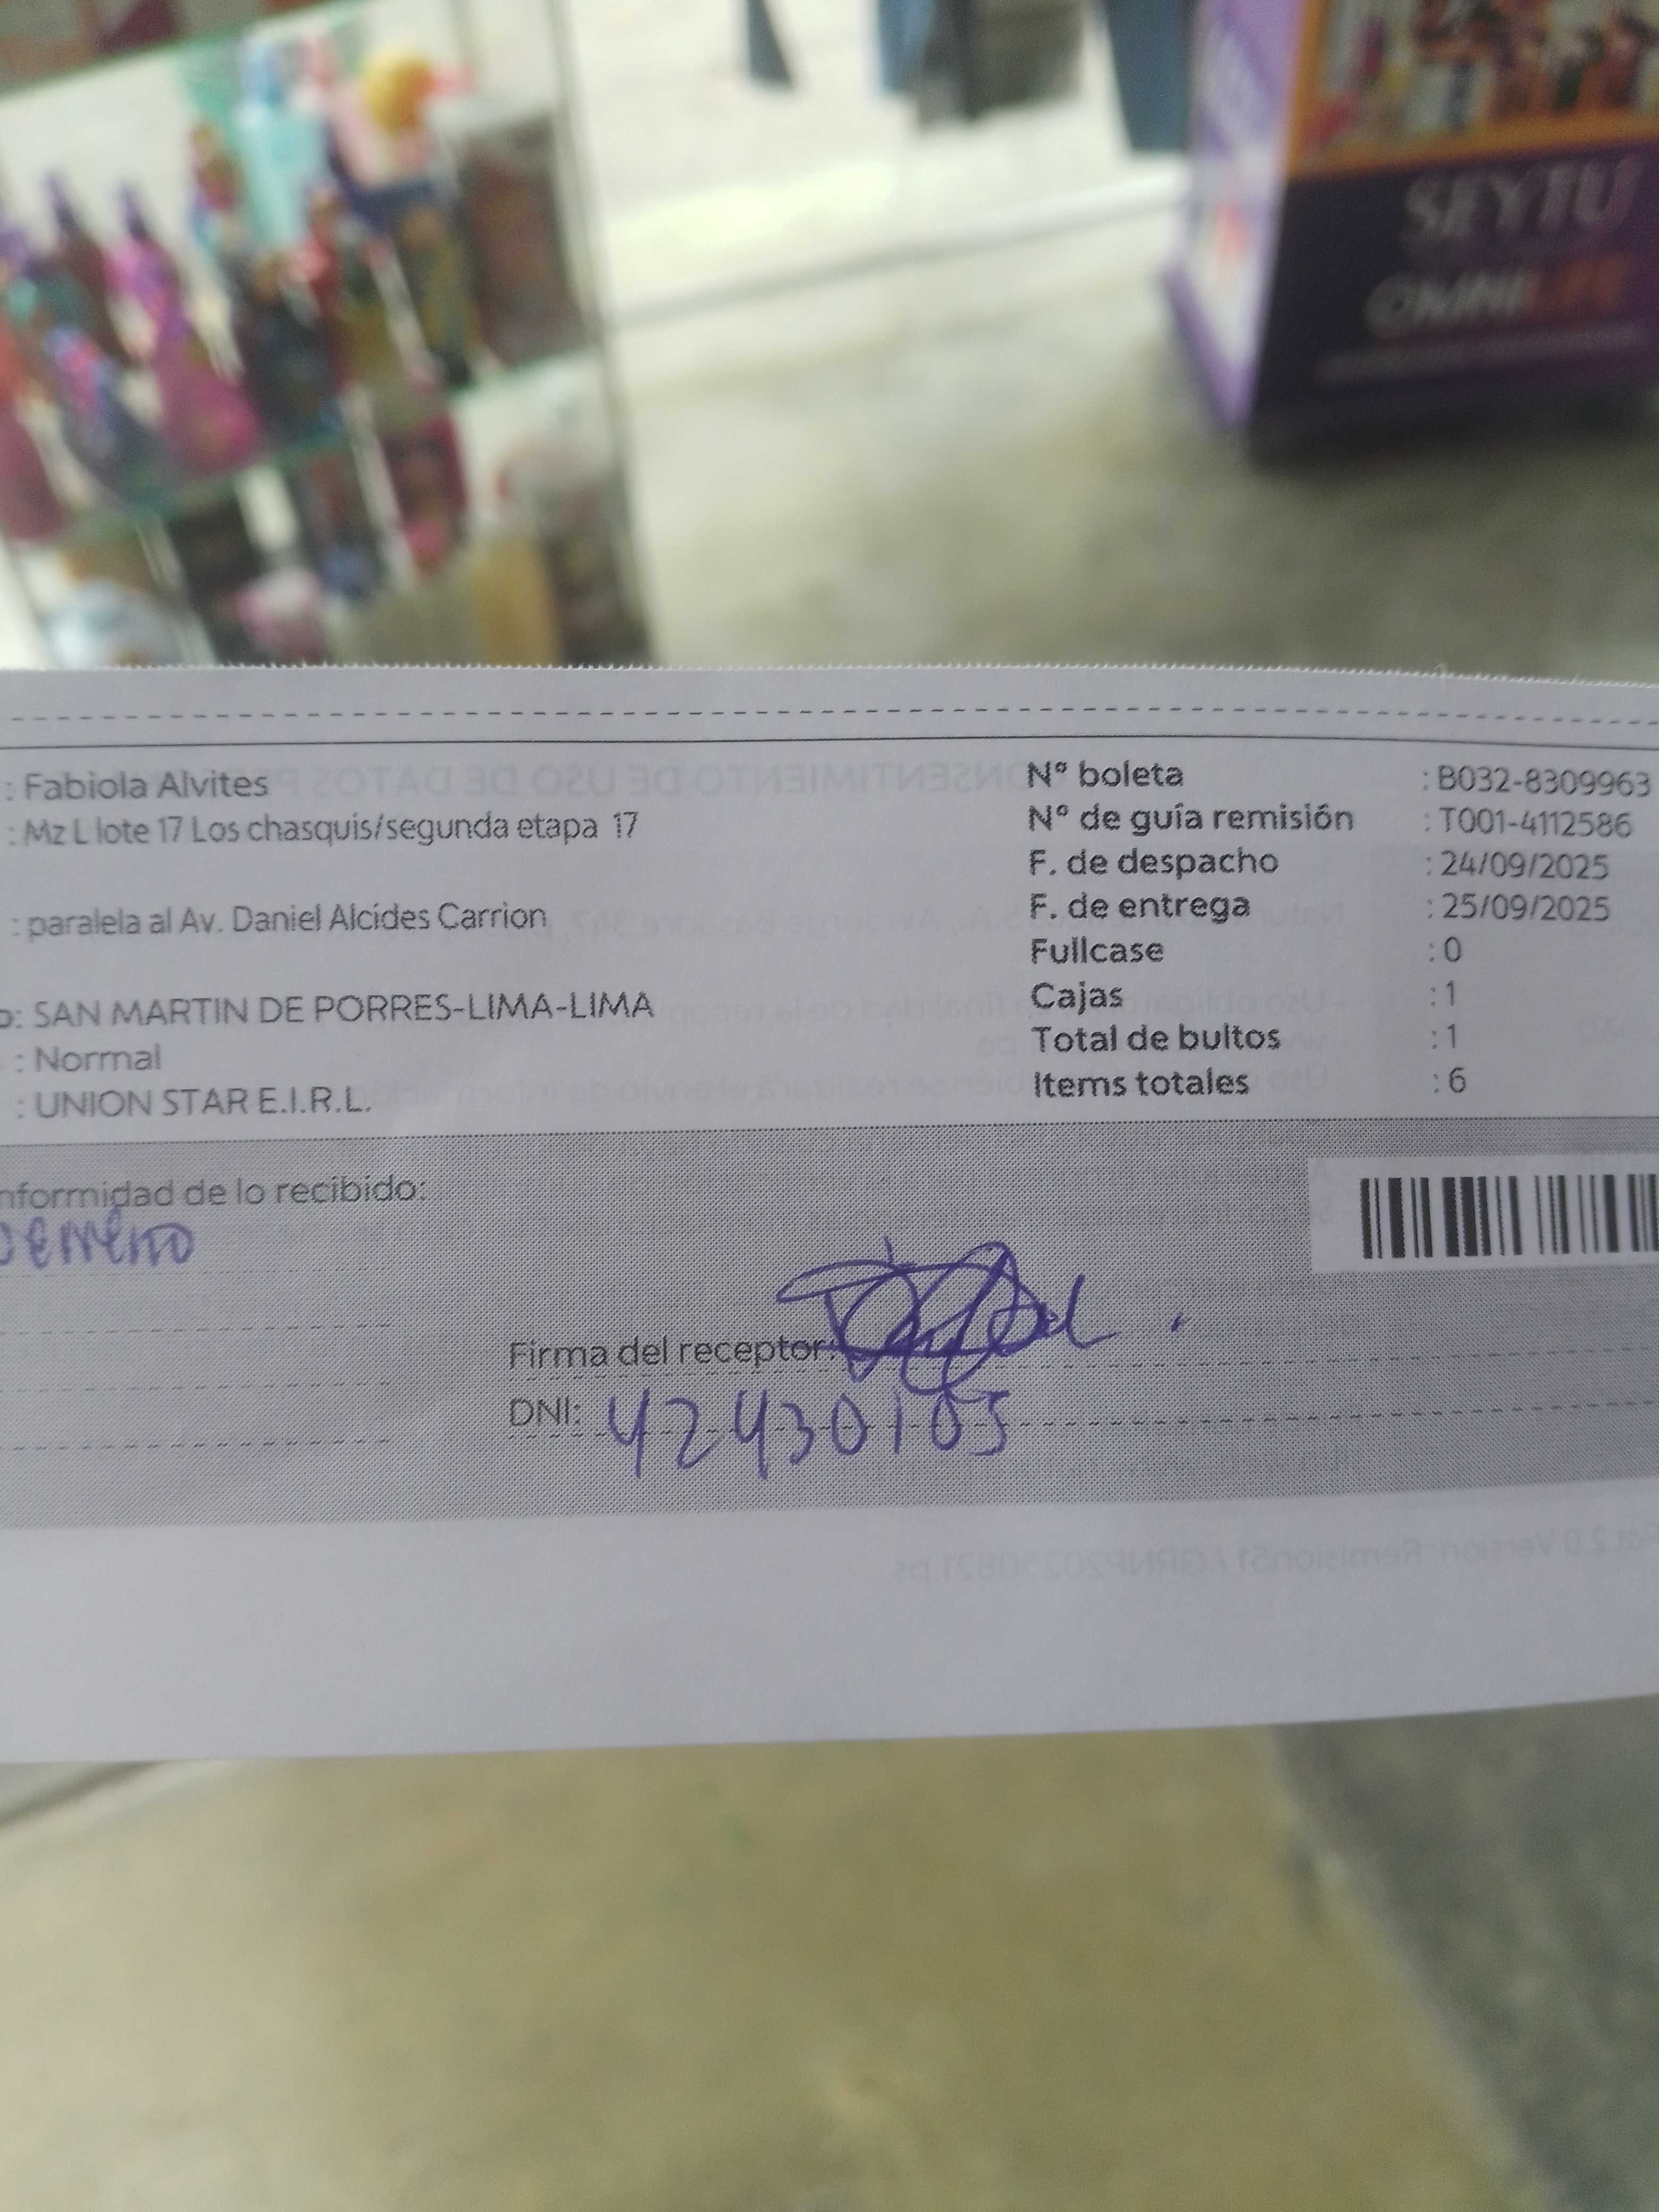 SEYTU
OMNILIFE
: Fabiola Alvites
: Mz L lote 17 Los chasquis/segunda etapa 17
: paralela al Av. Daniel Alcides Carrion
o: SAN MARTIN DE PORRES-LIMA-LIMA
: Normal
: UNION STAR E.I.R.L.
N° boleta : B032-8309963
N° de guía remisión : T001-4112586
F. de despacho : 24/09/2025
F. de entrega : 25/09/2025
Fullcase : 0
Cajas : 1
Total de bultos : 1
Items totales : 6
nformidad de lo recibido:
Firma del receptor:
DNI: 42430105